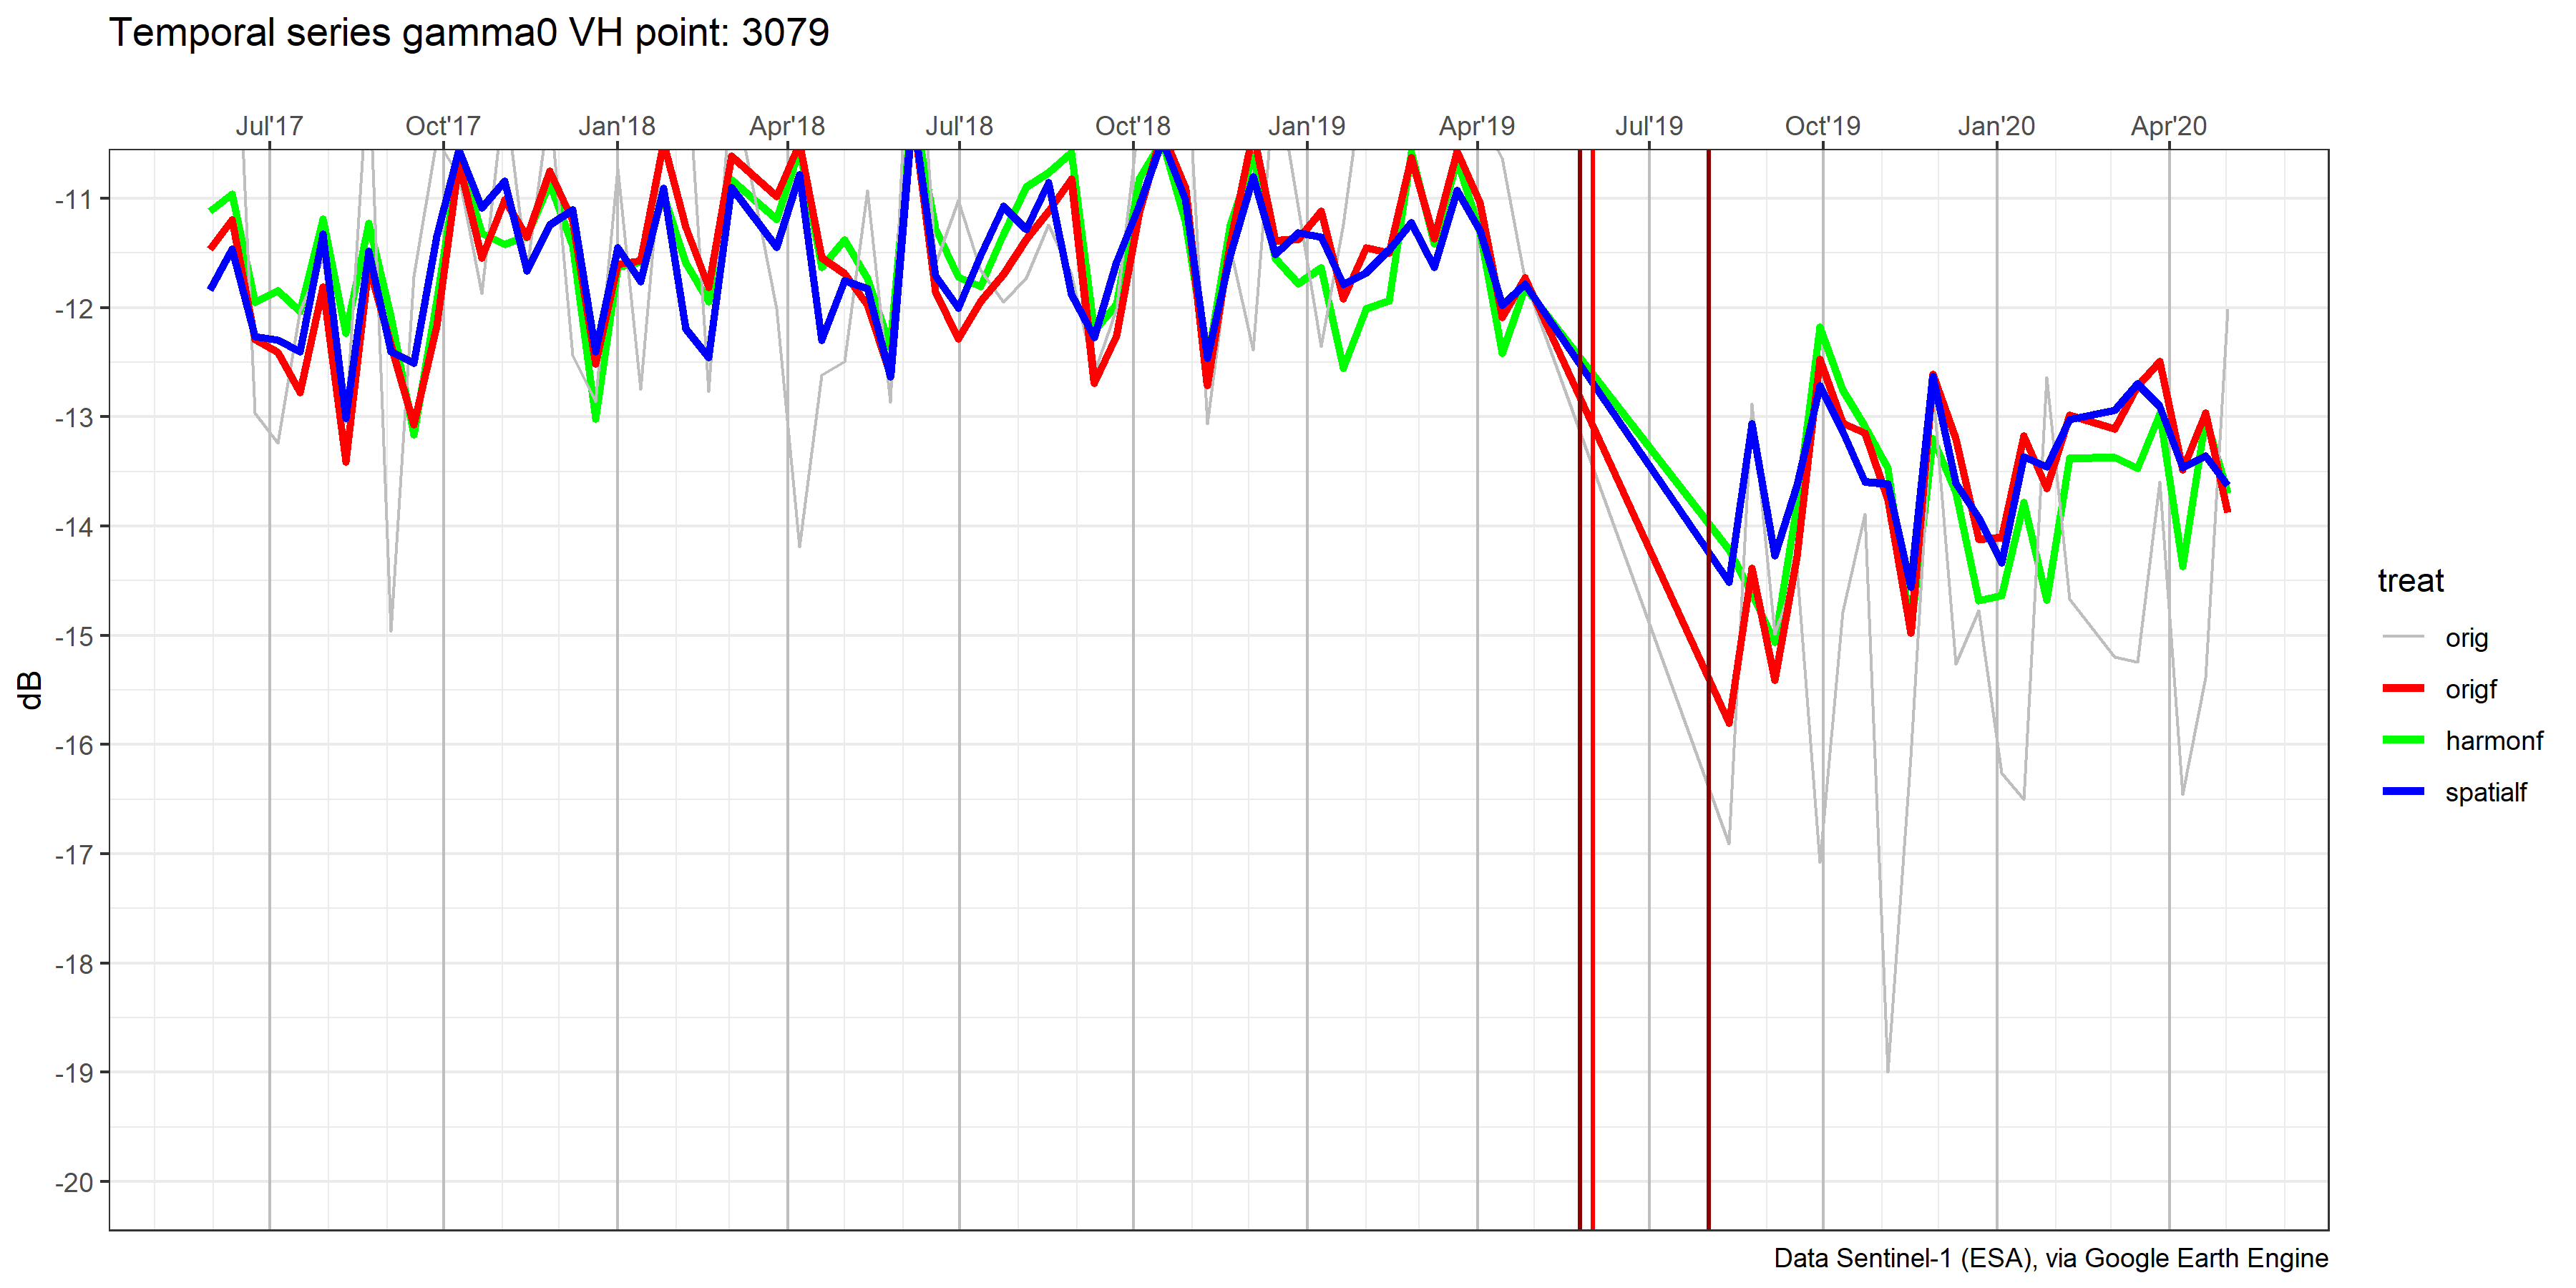 Temporal series gamma0 VH point: 3079
Jul'17 Oct'17 Jan'18 Apr'18 Jul'18 Oct'18 Jan'19 Apr'19 Jul'19 Oct'19 Jan'20 Apr'20
-11
-12
-13
-14
-15
-16
-17
-18
-19
-20
dB
treat
orig
origf
harmonf
spatialf
Data Sentinel-1 (ESA), via Google Earth Engine